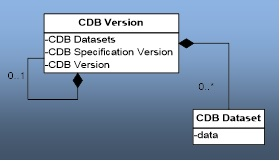 CDB Version
-CDB Datasets
-CDB Specification Version
-CDB Version
0..1
0..*
CDB Dataset
-data